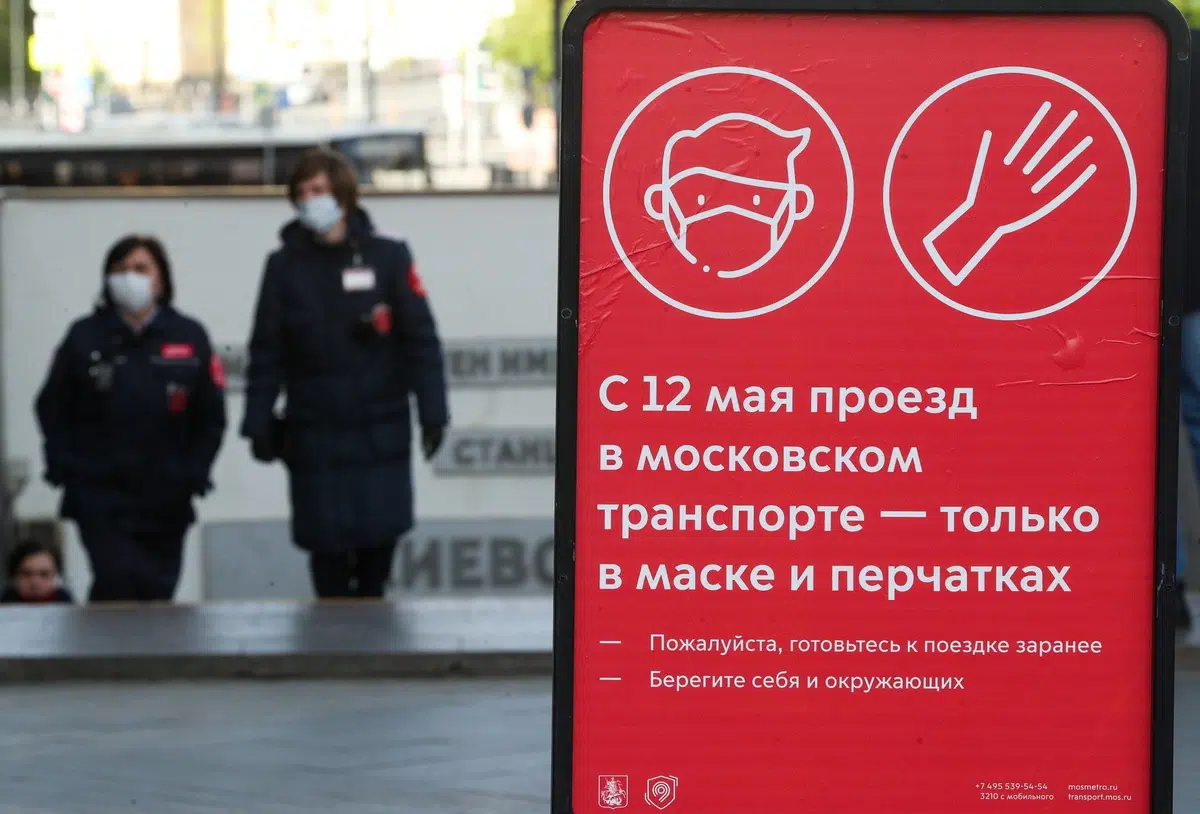 С 12 мая проезд
в московском
транспорте — только
в маске и перчатках
— Пожалуйста, готовьтесь к поездке заранее
— Берегите себя и окружающих
+7 495 539-54-54
3210 с мобильного
mosmetro.ru
transport.mos.ru